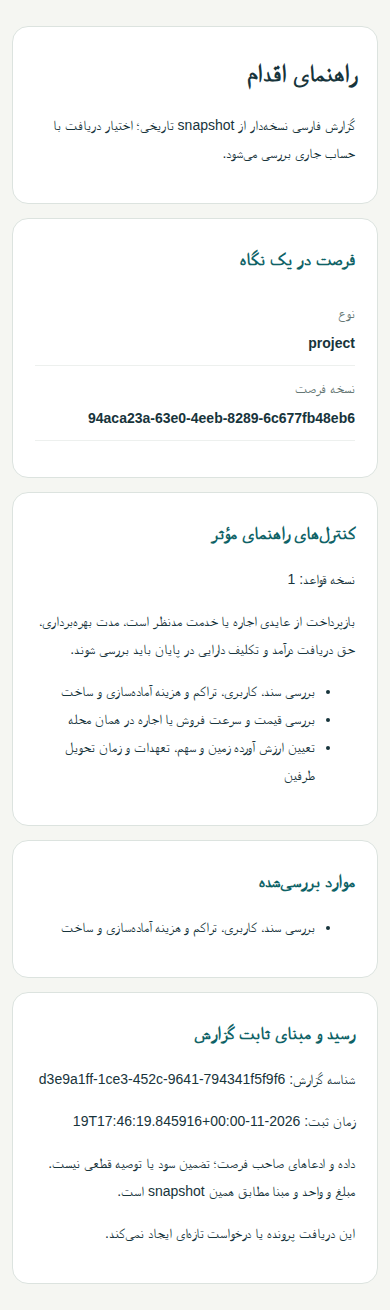 راهنمای اقدام
گزارش فارسی نسخه‌دار از snapshot تاریخی؛ اختیار دریافت با
حساب جاری بررسی می‌شود.
فرصت در یک نگاه
نوع
project
نسخه فرصت
94aca23a-63e0-4eeb-8289-6c677fb48eb6
کنترل‌های راهنمای مؤثر
نسخه قواعد: 1
بازپرداخت از عایدی اجاره یا خدمت مدنظر است، مدت بهره‌برداری،
حق دریافت درآمد و تکلیف دارایی در پایان باید بررسی شوند.
• بررسی سند، کاربری، تراکم و هزینه آماده‌سازی و ساخت
• بررسی قیمت و سرعت فروش یا اجاره در همان محله
• تعیین ارزش آورده زمین و سهم، تعهدات و زمان تحویل
طرفین
موارد بررسی‌شده
• بررسی سند، کاربری، تراکم و هزینه آماده‌سازی و ساخت
رسید و مبنای ثابت گزارش
شناسه گزارش: d3e9a1ff-1ce3-452c-9641-794341f5f9f6
زمان ثبت: 2026-11-19T17:46:19.845916+00:00
داده و ادعاهای صاحب فرصت؛ تضمین سود یا توصیه قطعی نیست.
مبلغ و واحد و مبنا مطابق همین snapshot است.
این دریافت پرونده یا درخواست تازه‌ای ایجاد نمی‌کند.